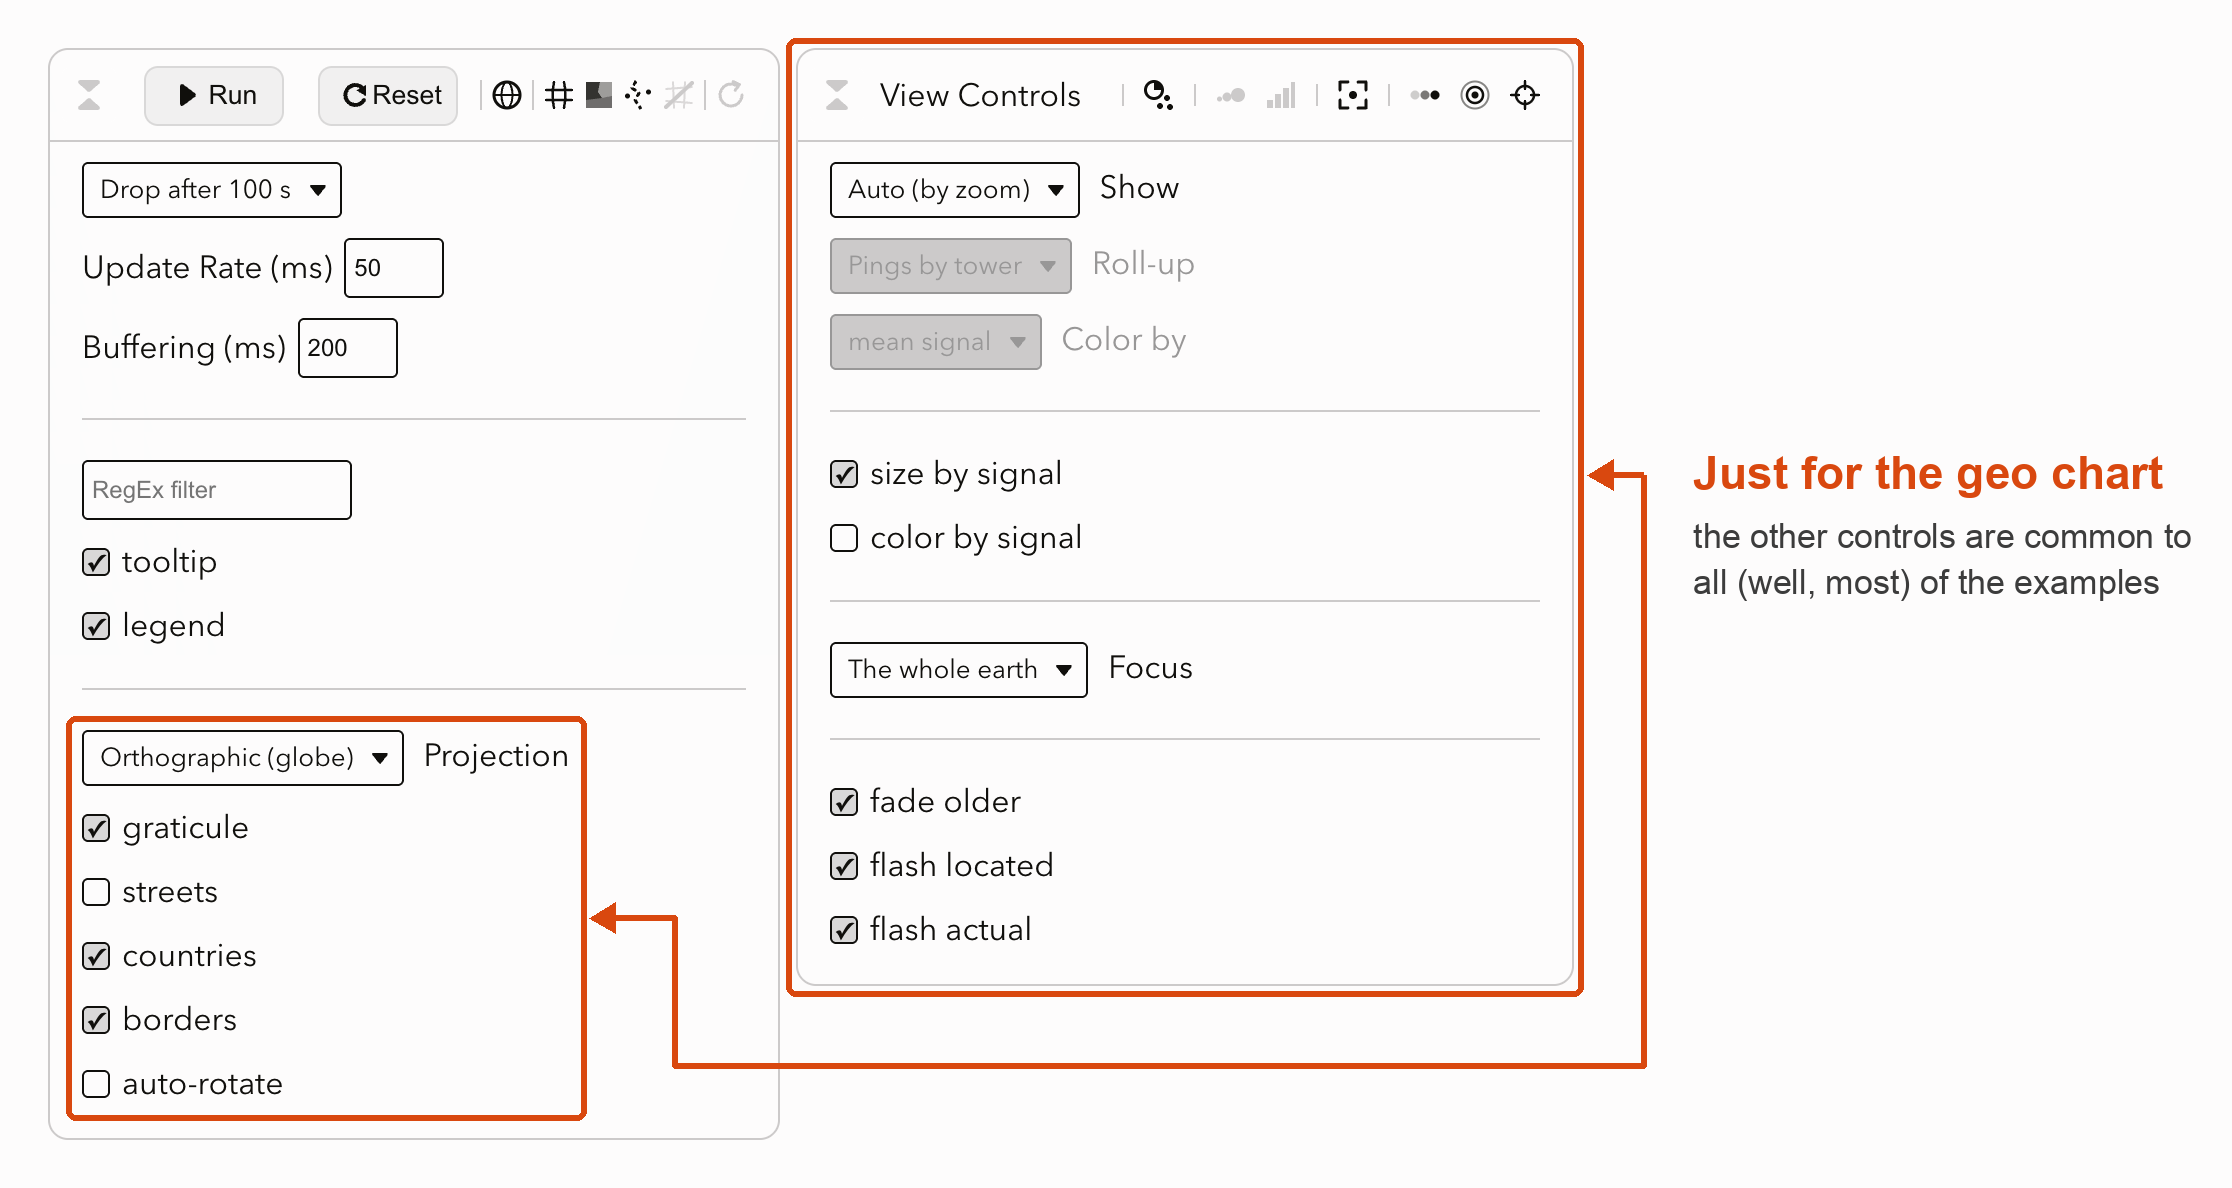 Run
Reset
Drop after 100 s
Update Rate (ms) 50
Buffering (ms) 200
RegEx filter
tooltip
legend
Orthographic (globe) Projection
graticule
streets
countries
borders
auto-rotate
View Controls
Auto (by zoom) Show
Pings by tower Roll-up
mean signal Color by
size by signal
color by signal
The whole earth Focus
fade older
flash located
flash actual
Just for the geo chart
the other controls are common to
all (well, most) of the examples